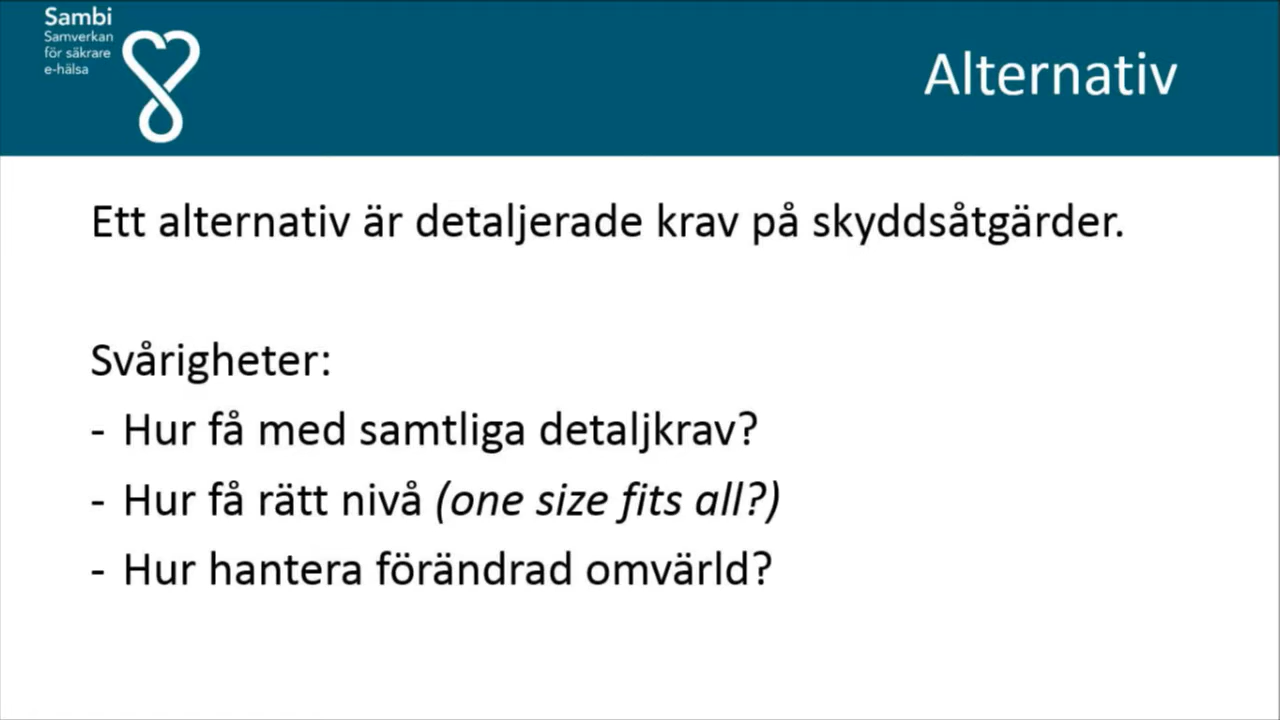 Sambi
Samverkan
för säkrare
e-hälsa
Alternativ
Ett alternativ är detaljerade krav på skyddsåtgärder.
Svårigheter:
- Hur få med samtliga detaljkrav?
- Hur få rätt nivå (one size fits all?)
- Hur hantera förändrad omvärld?